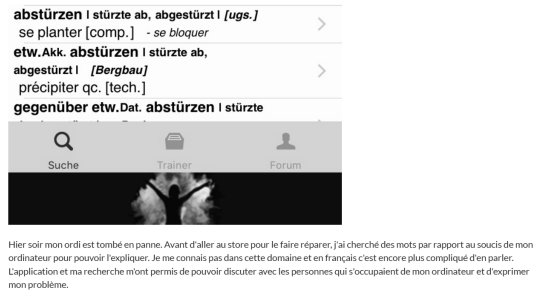 abstürzen | stürzte ab, abgestürzt | [ugs.]
se planter [comp.] - se bloquer
etw.Akk. abstürzen | stürzte ab,
abgestürzt | [Bergbau]
précipiter qc. [tech.]
gegenüber etw.Dat. abstürzen | stürzte
Suche Trainer Forum
Hier soir mon ordi est tombé en panne. Avant d'aller au store pour le faire réparer, j'ai cherché des mots par rapport au soucis de mon
ordinateur pour pouvoir l'expliquer. Je me connais pas dans cette domaine et en français c'est encore plus compliqué d'en parler.
L'application et ma recherche m'ont permis de pouvoir discuter avec les personnes qui s'occupaient de mon ordinateur et d'exprimer
mon problème.